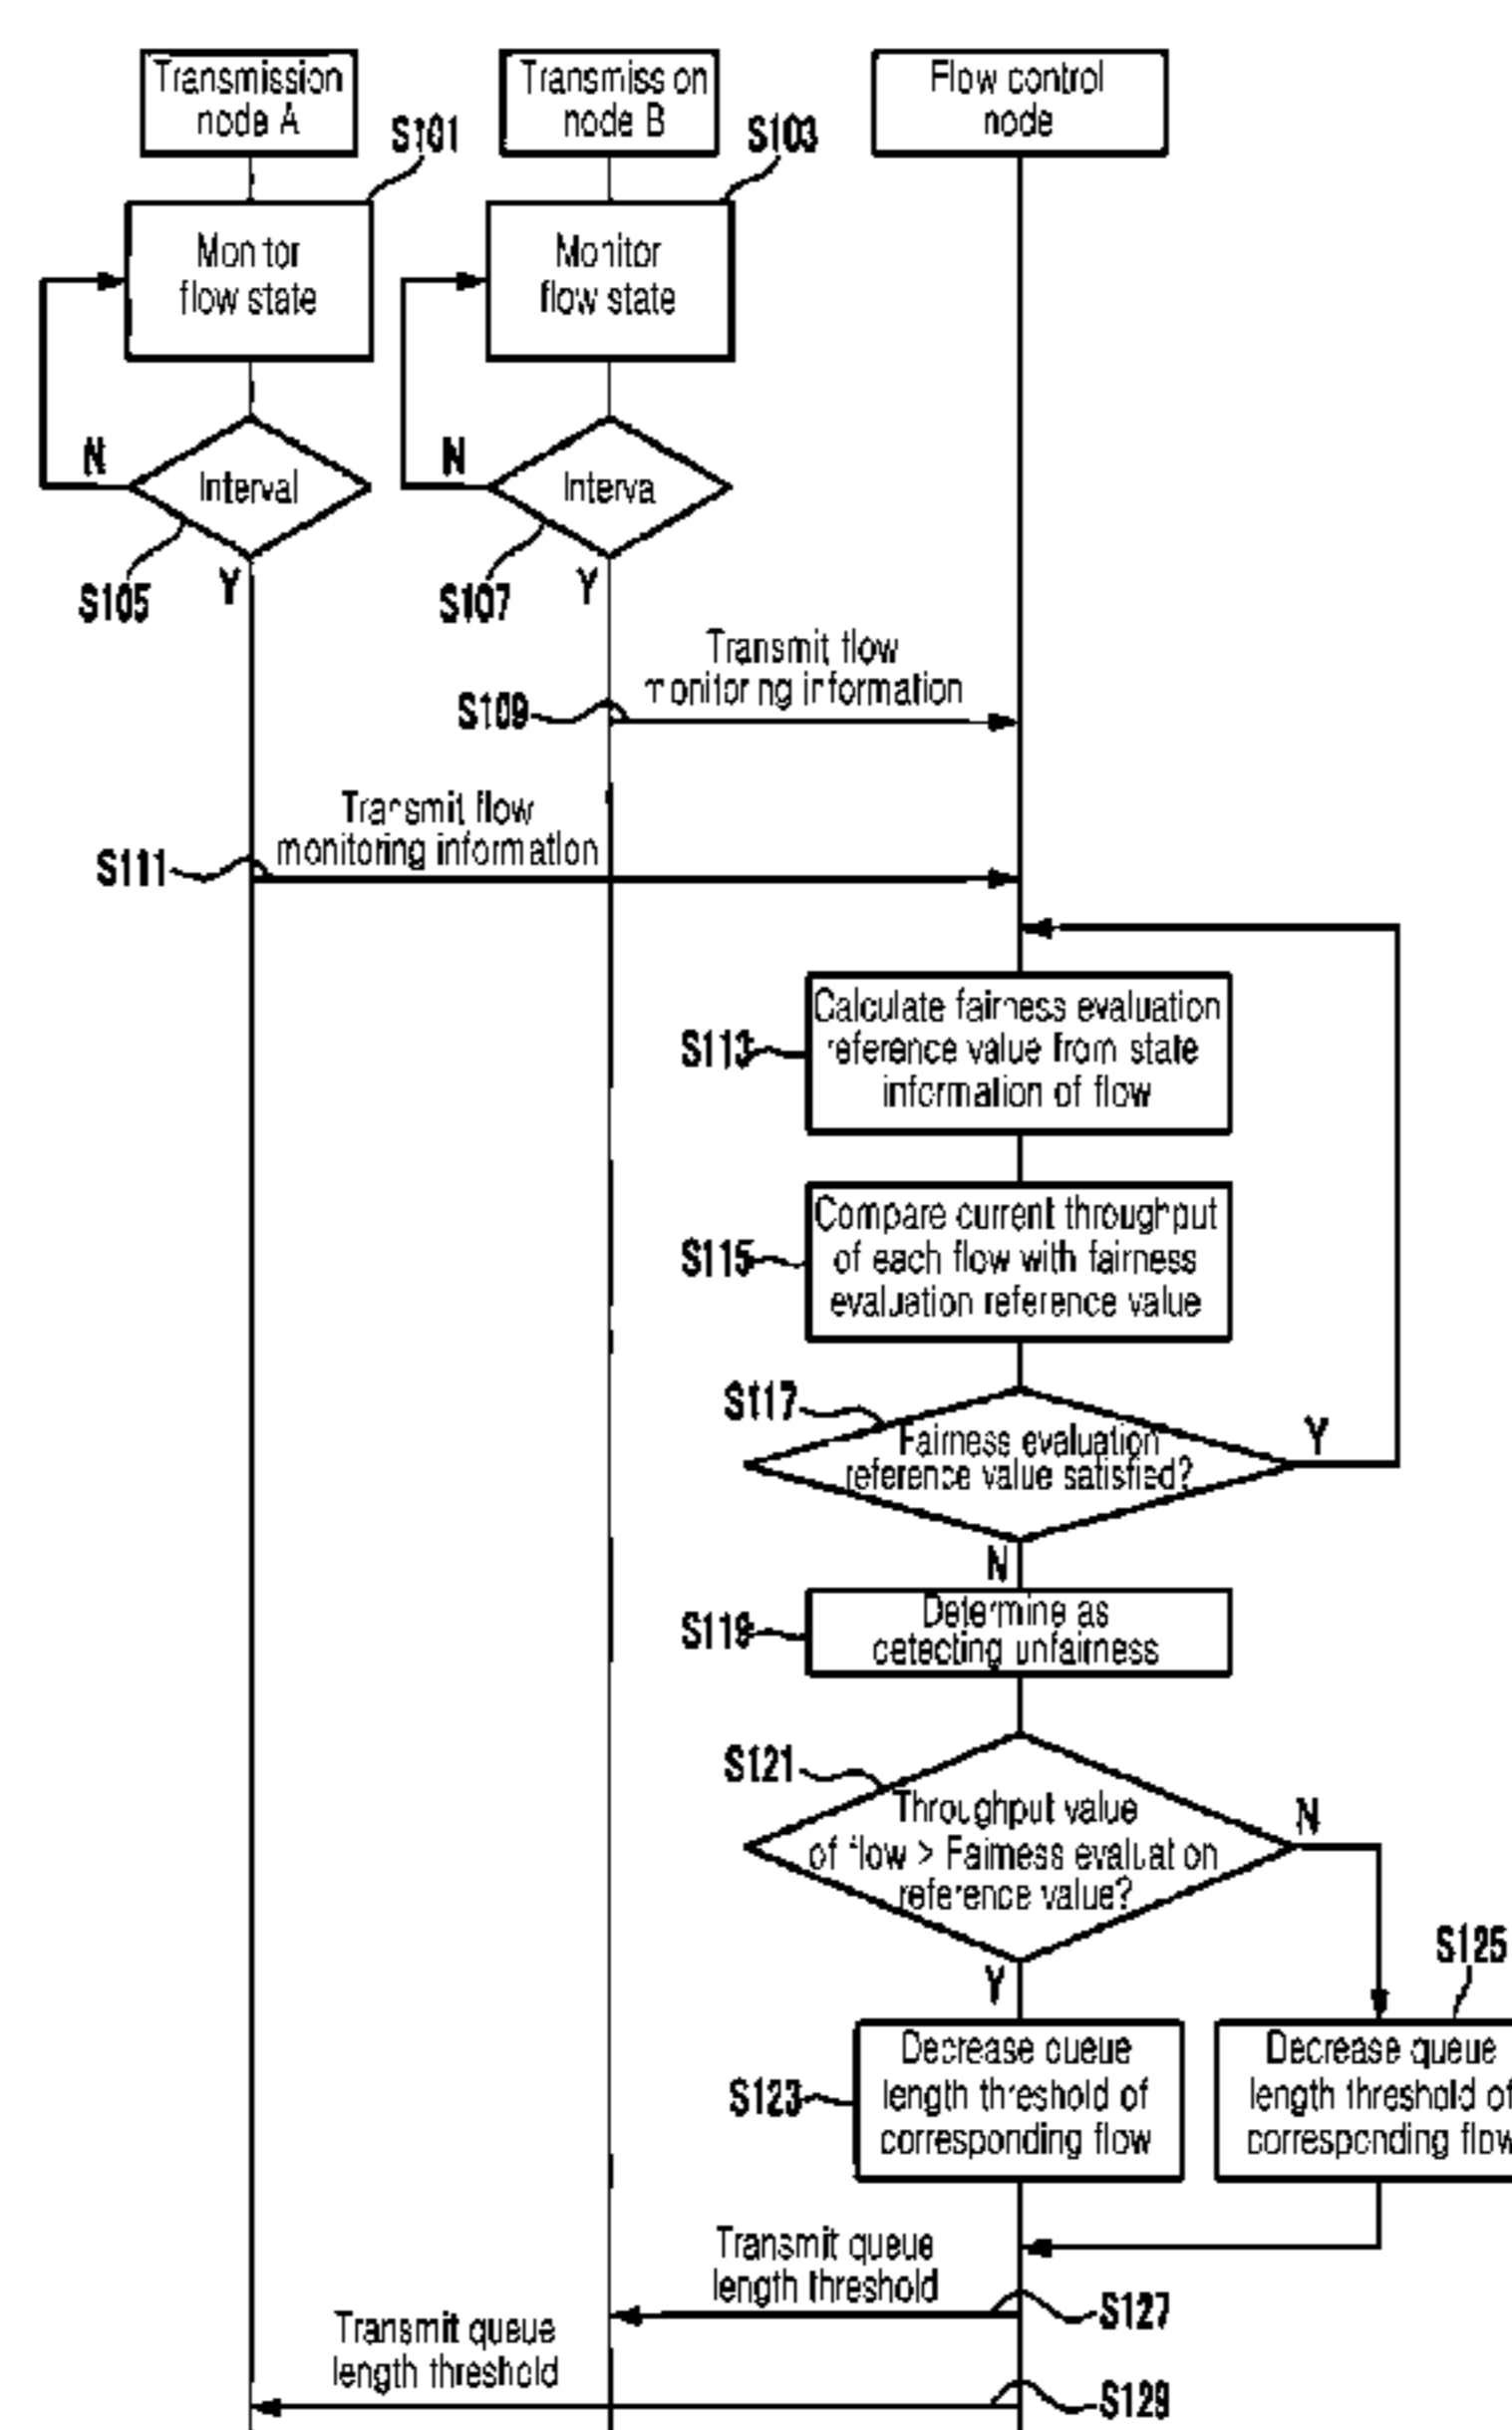 Transmission
node A
Transmission
node B
Flow control
node
S101
S103
Monitor
flow state
Monitor
flow state
N
Interval
N
Interva
S105
Y
S107
Y
Transmit flow
monitoring information
S109
Transmit flow
monitoring information
S111
Calculate fairness evaluation
reference value from state
information of flow
S113
Compare current throughput
of each flow with fairness
evaluation reference value
S115
S117
Fairness evaluation
reference value satisfied?
Y
N
Determine as
detecting unfairness
S119
S121
Throughput value
of flow > Fairness evaluation
reference value?
N
Y
S125
Decrease queue
length threshold of
corresponding flow
S123
Decrease queue
length threshold of
corresponding flow
Transmit queue
length threshold
S127
Transmit queue
length threshold
S129